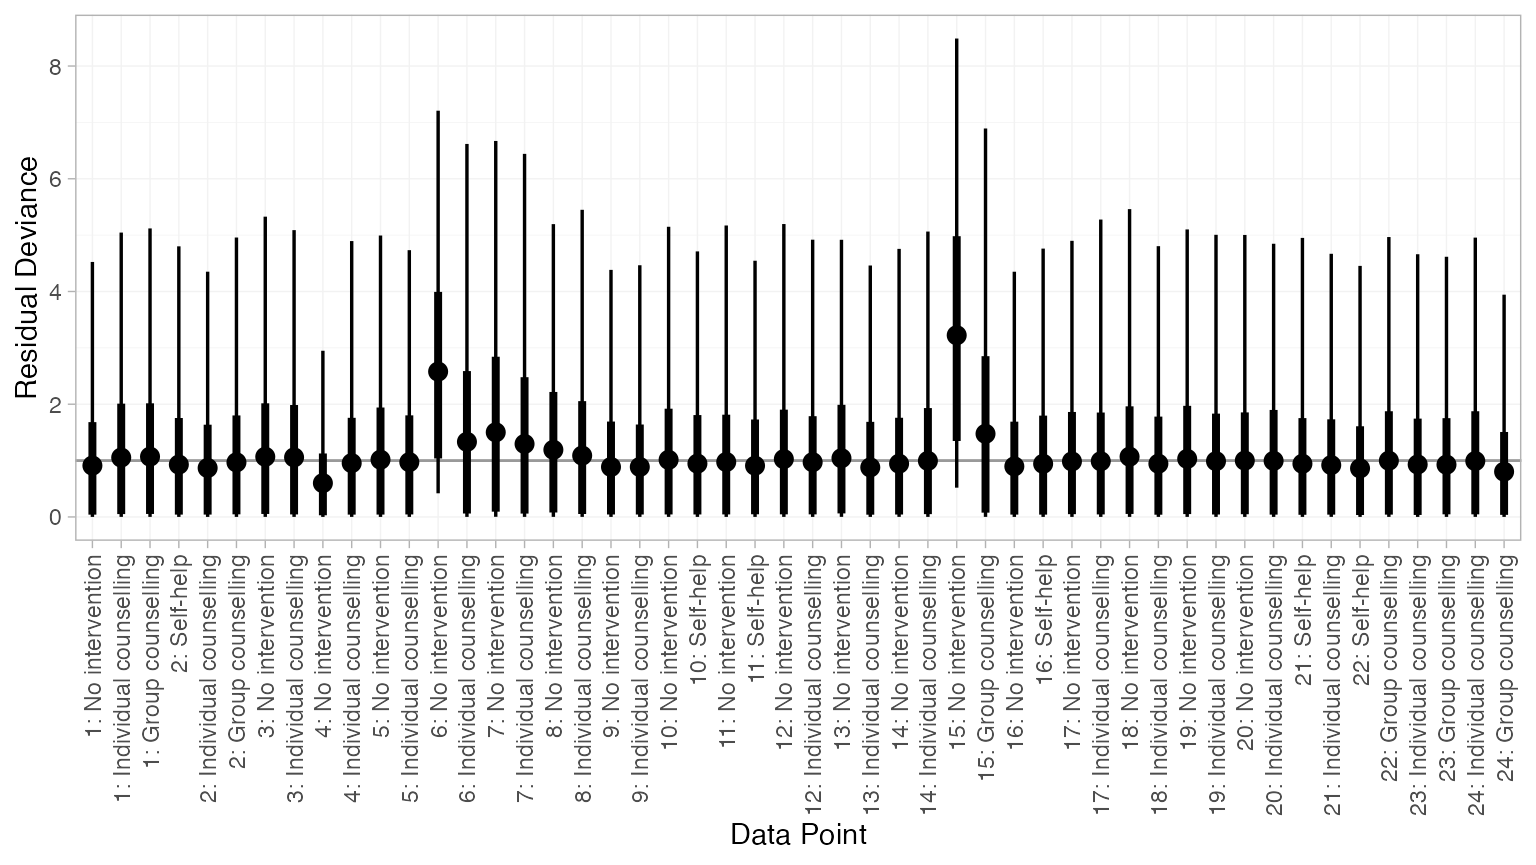 Residual Deviance
8
6
4
2
0
1: No intervention
1: Individual counselling
1: Group counselling
2: Self-help
2: Individual counselling
2: Group counselling
3: No intervention
3: Individual counselling
4: No intervention
4: Individual counselling
5: No intervention
5: Individual counselling
6: No intervention
6: Individual counselling
7: No intervention
7: Individual counselling
8: No intervention
8: Individual counselling
9: No intervention
9: Individual counselling
10: No intervention
10: Self-help
11: No intervention
11: Self-help
12: No intervention
12: Individual counselling
13: No intervention
13: Individual counselling
14: No intervention
14: Individual counselling
15: No intervention
15: Group counselling
16: No intervention
16: Self-help
17: No intervention
17: Individual counselling
18: No intervention
18: Individual counselling
19: No intervention
19: Individual counselling
20: No intervention
20: Individual counselling
21: Self-help
21: Individual counselling
22: Self-help
22: Group counselling
23: Individual counselling
23: Group counselling
24: Individual counselling
24: Group counselling
Data Point